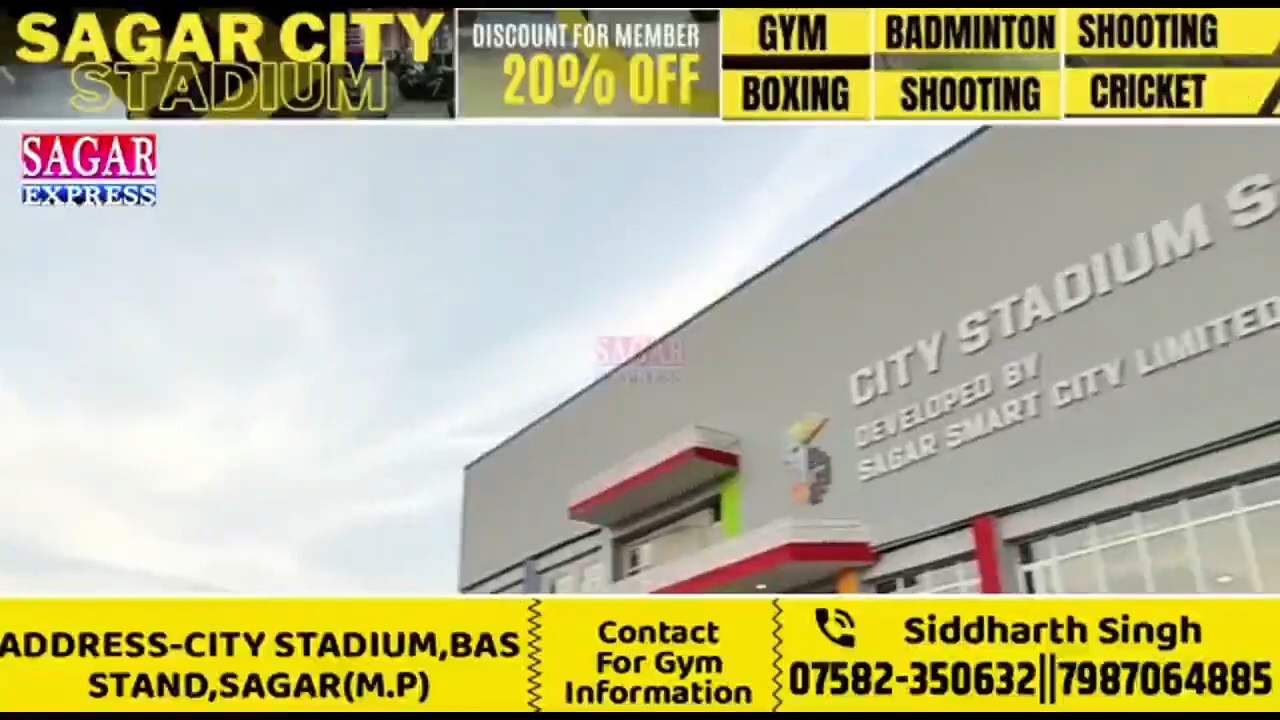 SAGAR CITY
STADIUM
DISCOUNT FOR MEMBER
20% OFF
GYM
BADMINTON
SHOOTING
BOXING
SHOOTING
CRICKET
SAGAR
EXPRESS
SAGAR
EXPRESS
CITY STADIUM S
DEVELOPED BY
SAGAR SMART CITY LIMITED
ADDRESS-CITY STADIUM,BAS
STAND,SAGAR(M.P)
Contact
For Gym
Information
Siddharth Singh
07582-350632||7987064885